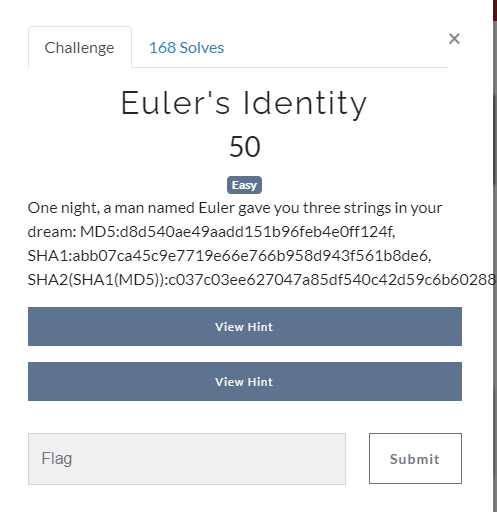 Challenge
168 Solves
×
Euler's Identity
50
Easy
One night, a man named Euler gave you three strings in your
dream: MD5:d8d540ae49aadd151b96feb4e0ff124f,
SHA1:abb07ca45c9e7719e66e766b958d943f561b8de6,
SHA2(SHA1(MD5)):c037c03ee627047a85df540c42d59c6b60288
View Hint
View Hint
Flag
Submit